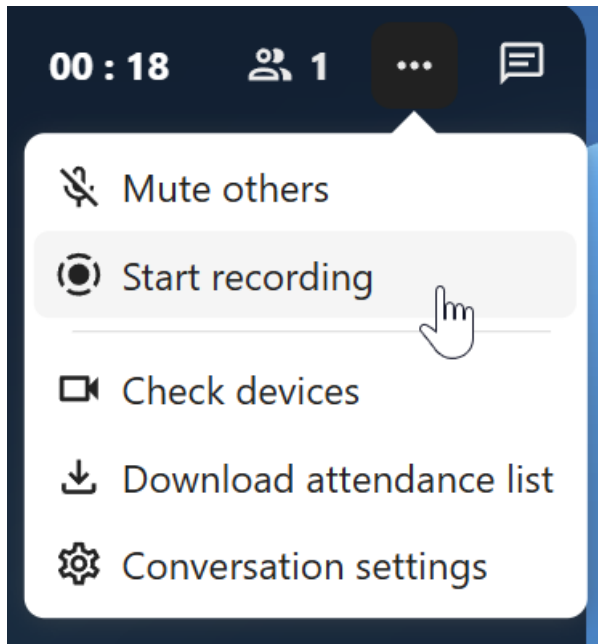 00 : 18 1
Mute others
Start recording
Check devices
Download attendance list
Conversation settings